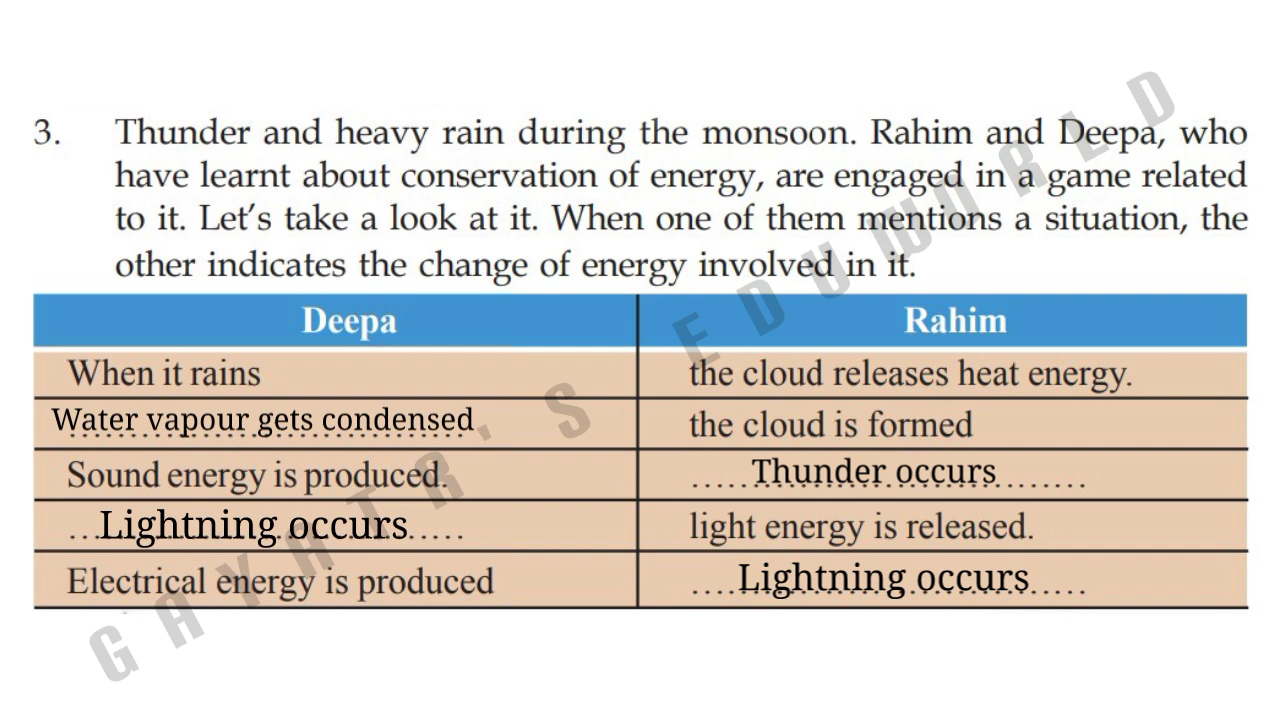 3. Thunder and heavy rain during the monsoon. Rahim and Deepa, who
have learnt about conservation of energy, are engaged in a game related
to it. Let's take a look at it. When one of them mentions a situation, the
other indicates the change of energy involved in it.
Deepa Rahim
When it rains the cloud releases heat energy.
Water vapour gets condensed the cloud is formed
Sound energy is produced. Thunder occurs
Lightning occurs light energy is released.
Electrical energy is produced Lightning occurs
GAYATRI'S EDUWORLD